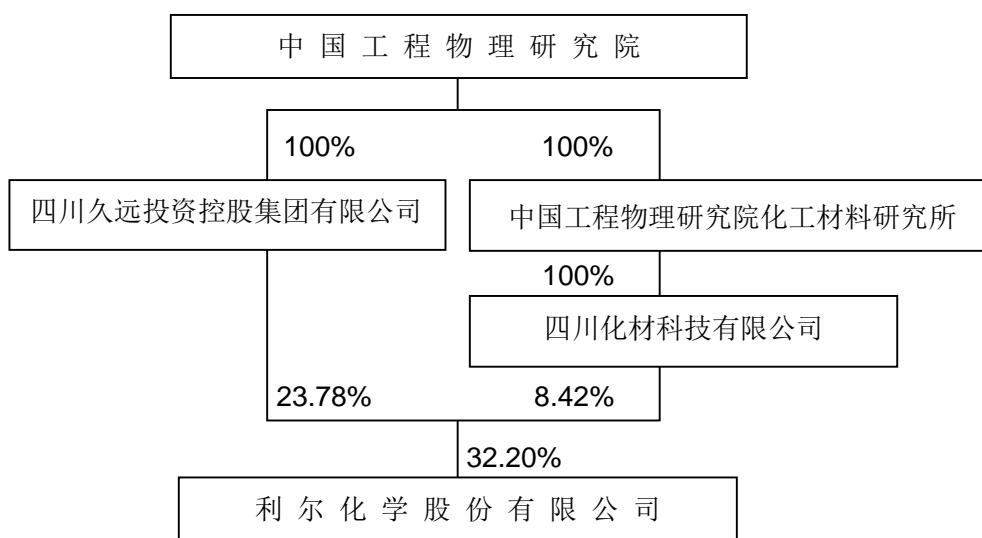 中国工程物理研究院
100%
100%
四川久远投资控股集团有限公司
中国工程物理研究院化工材料研究所
100%
四川化材科技有限公司
23.78%
8.42%
32.20%
利尔化学股份有限公司